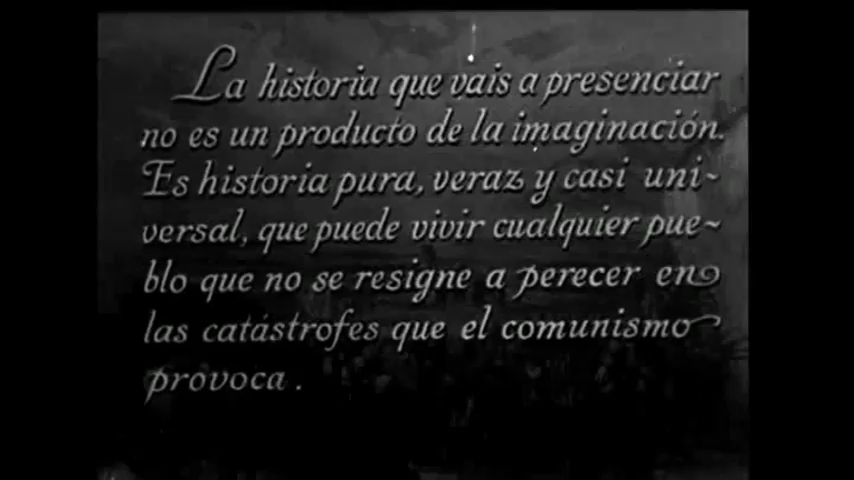 La historia que vais a presenciar
no es un producto de la imaginación.
Es historia pura, veraz y casi uni-
versal, que puede vivir cualquier pue-
blo que no se resigne a perecer en
las catástrofes que el comunismo
provoca.